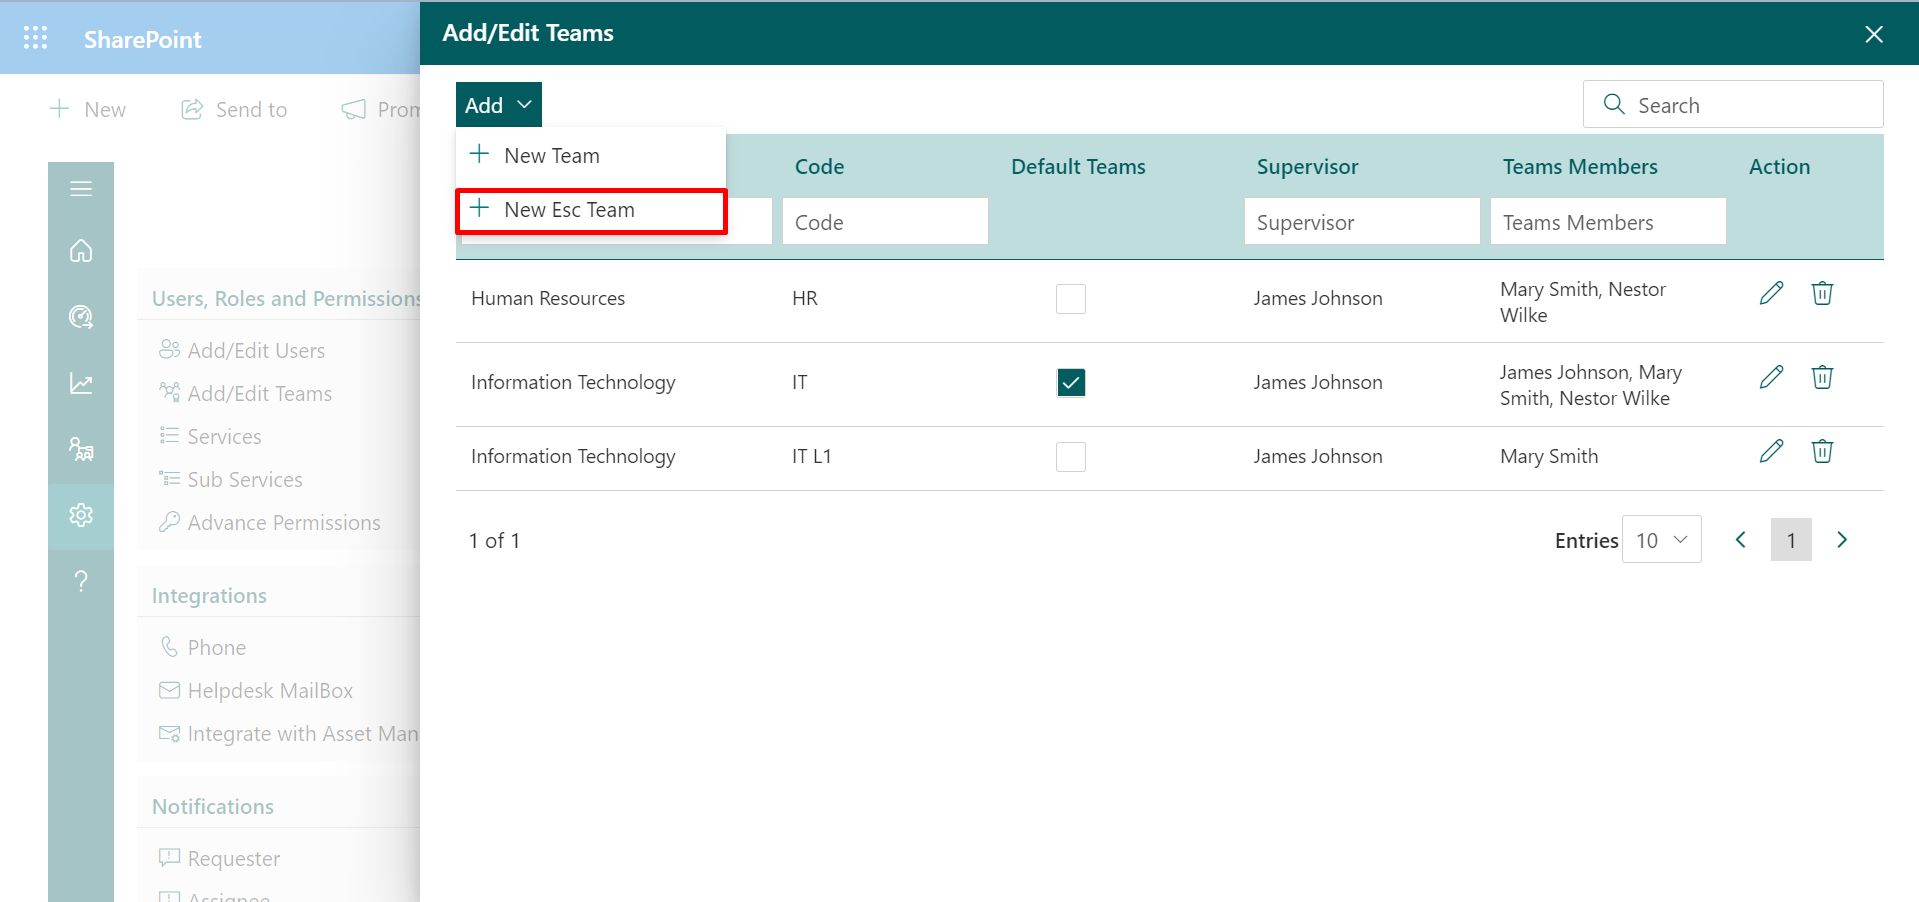 SharePoint
New
Send to
Prom
Users, Roles and Permissions
Add/Edit Users
Add/Edit Teams
Services
Sub Services
Advance Permissions
Integrations
Phone
Helpdesk MailBox
Integrate with Asset Man
Notifications
Requester
Assignee
Add/Edit Teams
Add
Search
New Team
New Esc Team
Code
Default Teams
Supervisor
Teams Members
Action
Code
Supervisor
Teams Members
Human Resources
HR
James Johnson
Mary Smith, Nestor
Wilke
Information Technology
IT
James Johnson
James Johnson, Mary
Smith, Nestor Wilke
Information Technology
IT L1
James Johnson
Mary Smith
1 of 1
Entries
10
1